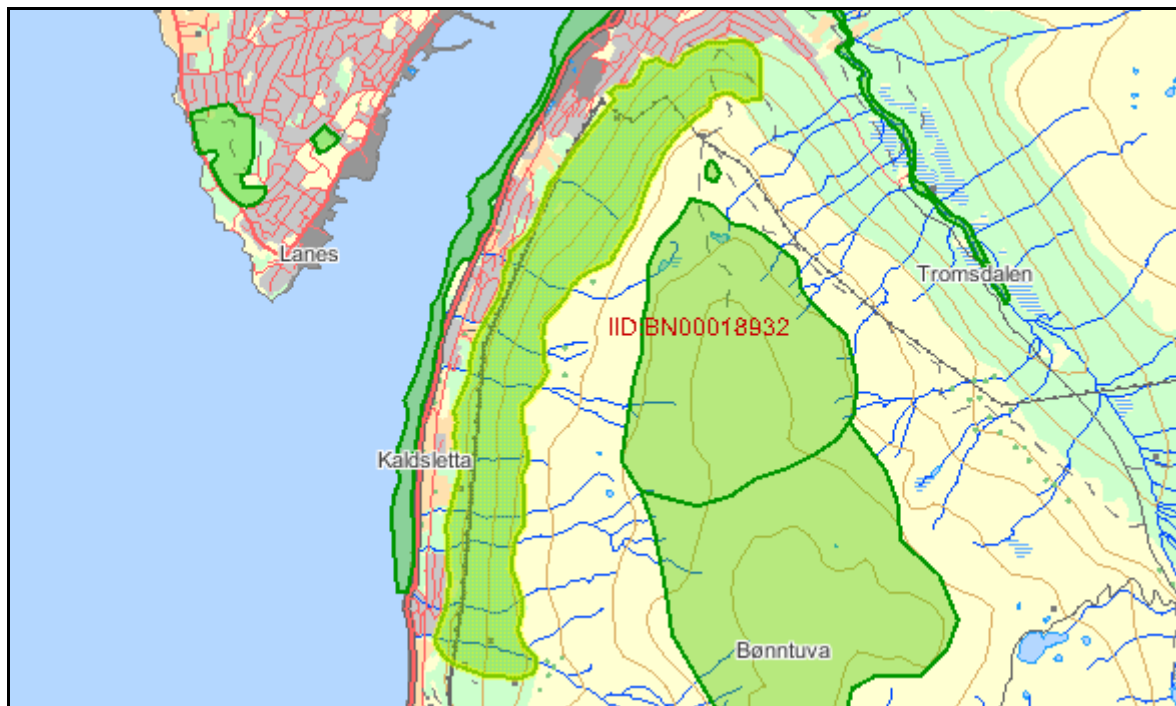 Lanes
Tromsdalen
IID BN00018932
Kaldsletta
Bønntuva